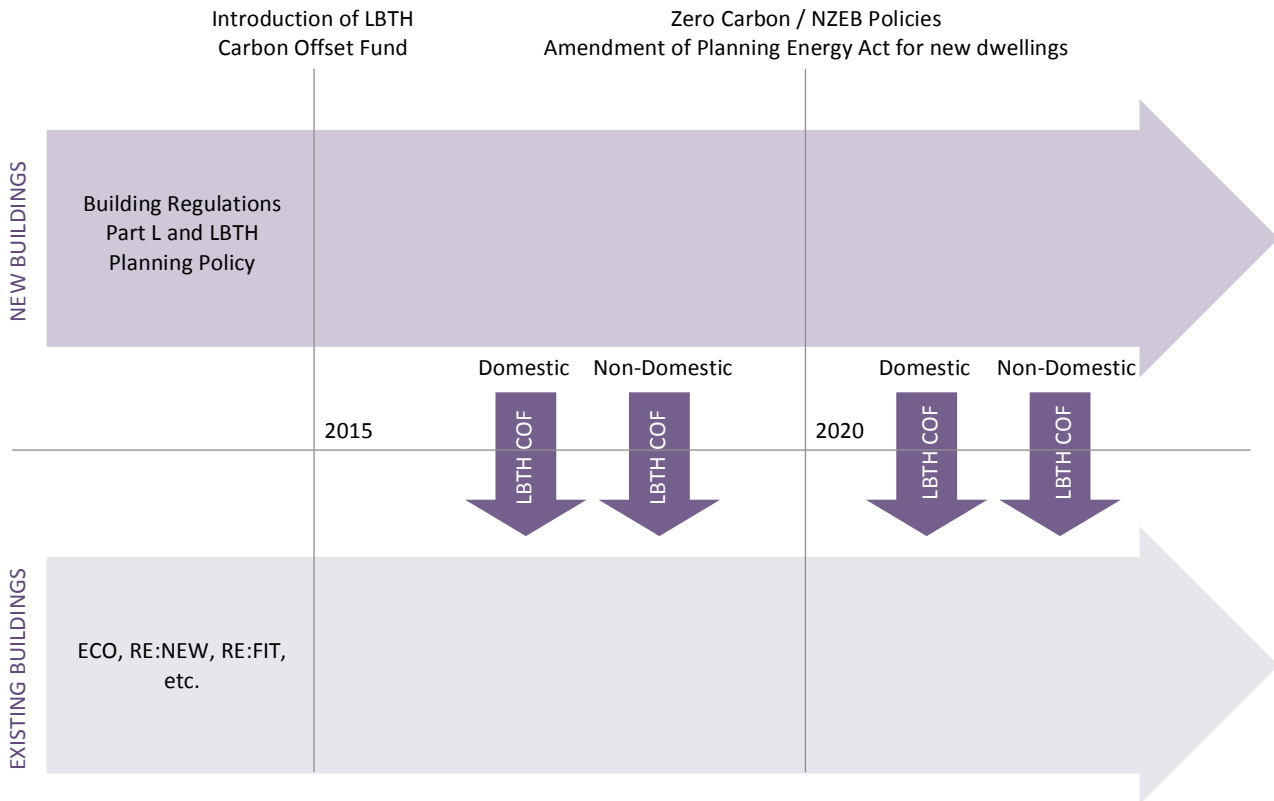 Introduction of LBTH
Carbon Offset Fund
Zero Carbon / NZEB Policies
Amendment of Planning Energy Act for new dwellings
NEW BUILDINGS
Building Regulations
Part L and LBTH
Planning Policy
Domestic
Non-Domestic
Domestic
Non-Domestic
2015
2020
LBTH COF
LBTH COF
LBTH COF
LBTH COF
EXISTING BUILDINGS
ECO, RE:NEW, RE:FIT,
etc.